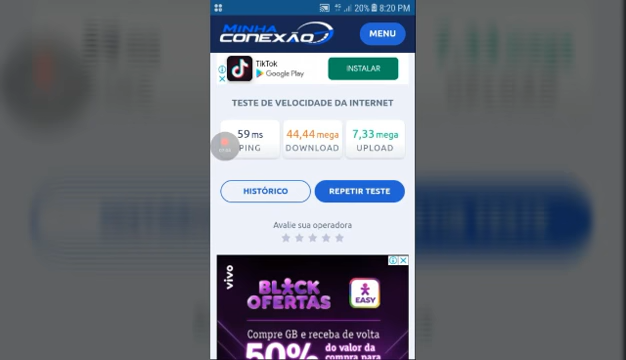 20% 8:20 PM
MINHA
CONEXÃO
MENU
TikTok
Google Play
INSTALAR
TESTE DE VELOCIDADE DA INTERNET
59 ms
44,44 mega
7,33 mega
PING
DOWNLOAD
UPLOAD
HISTÓRICO
REPETIR TESTE
Avalie sua operadora
vivo
BLOCK
OFERTAS
EASY
Compre GB e receba de volta
50% do valor da
compra para